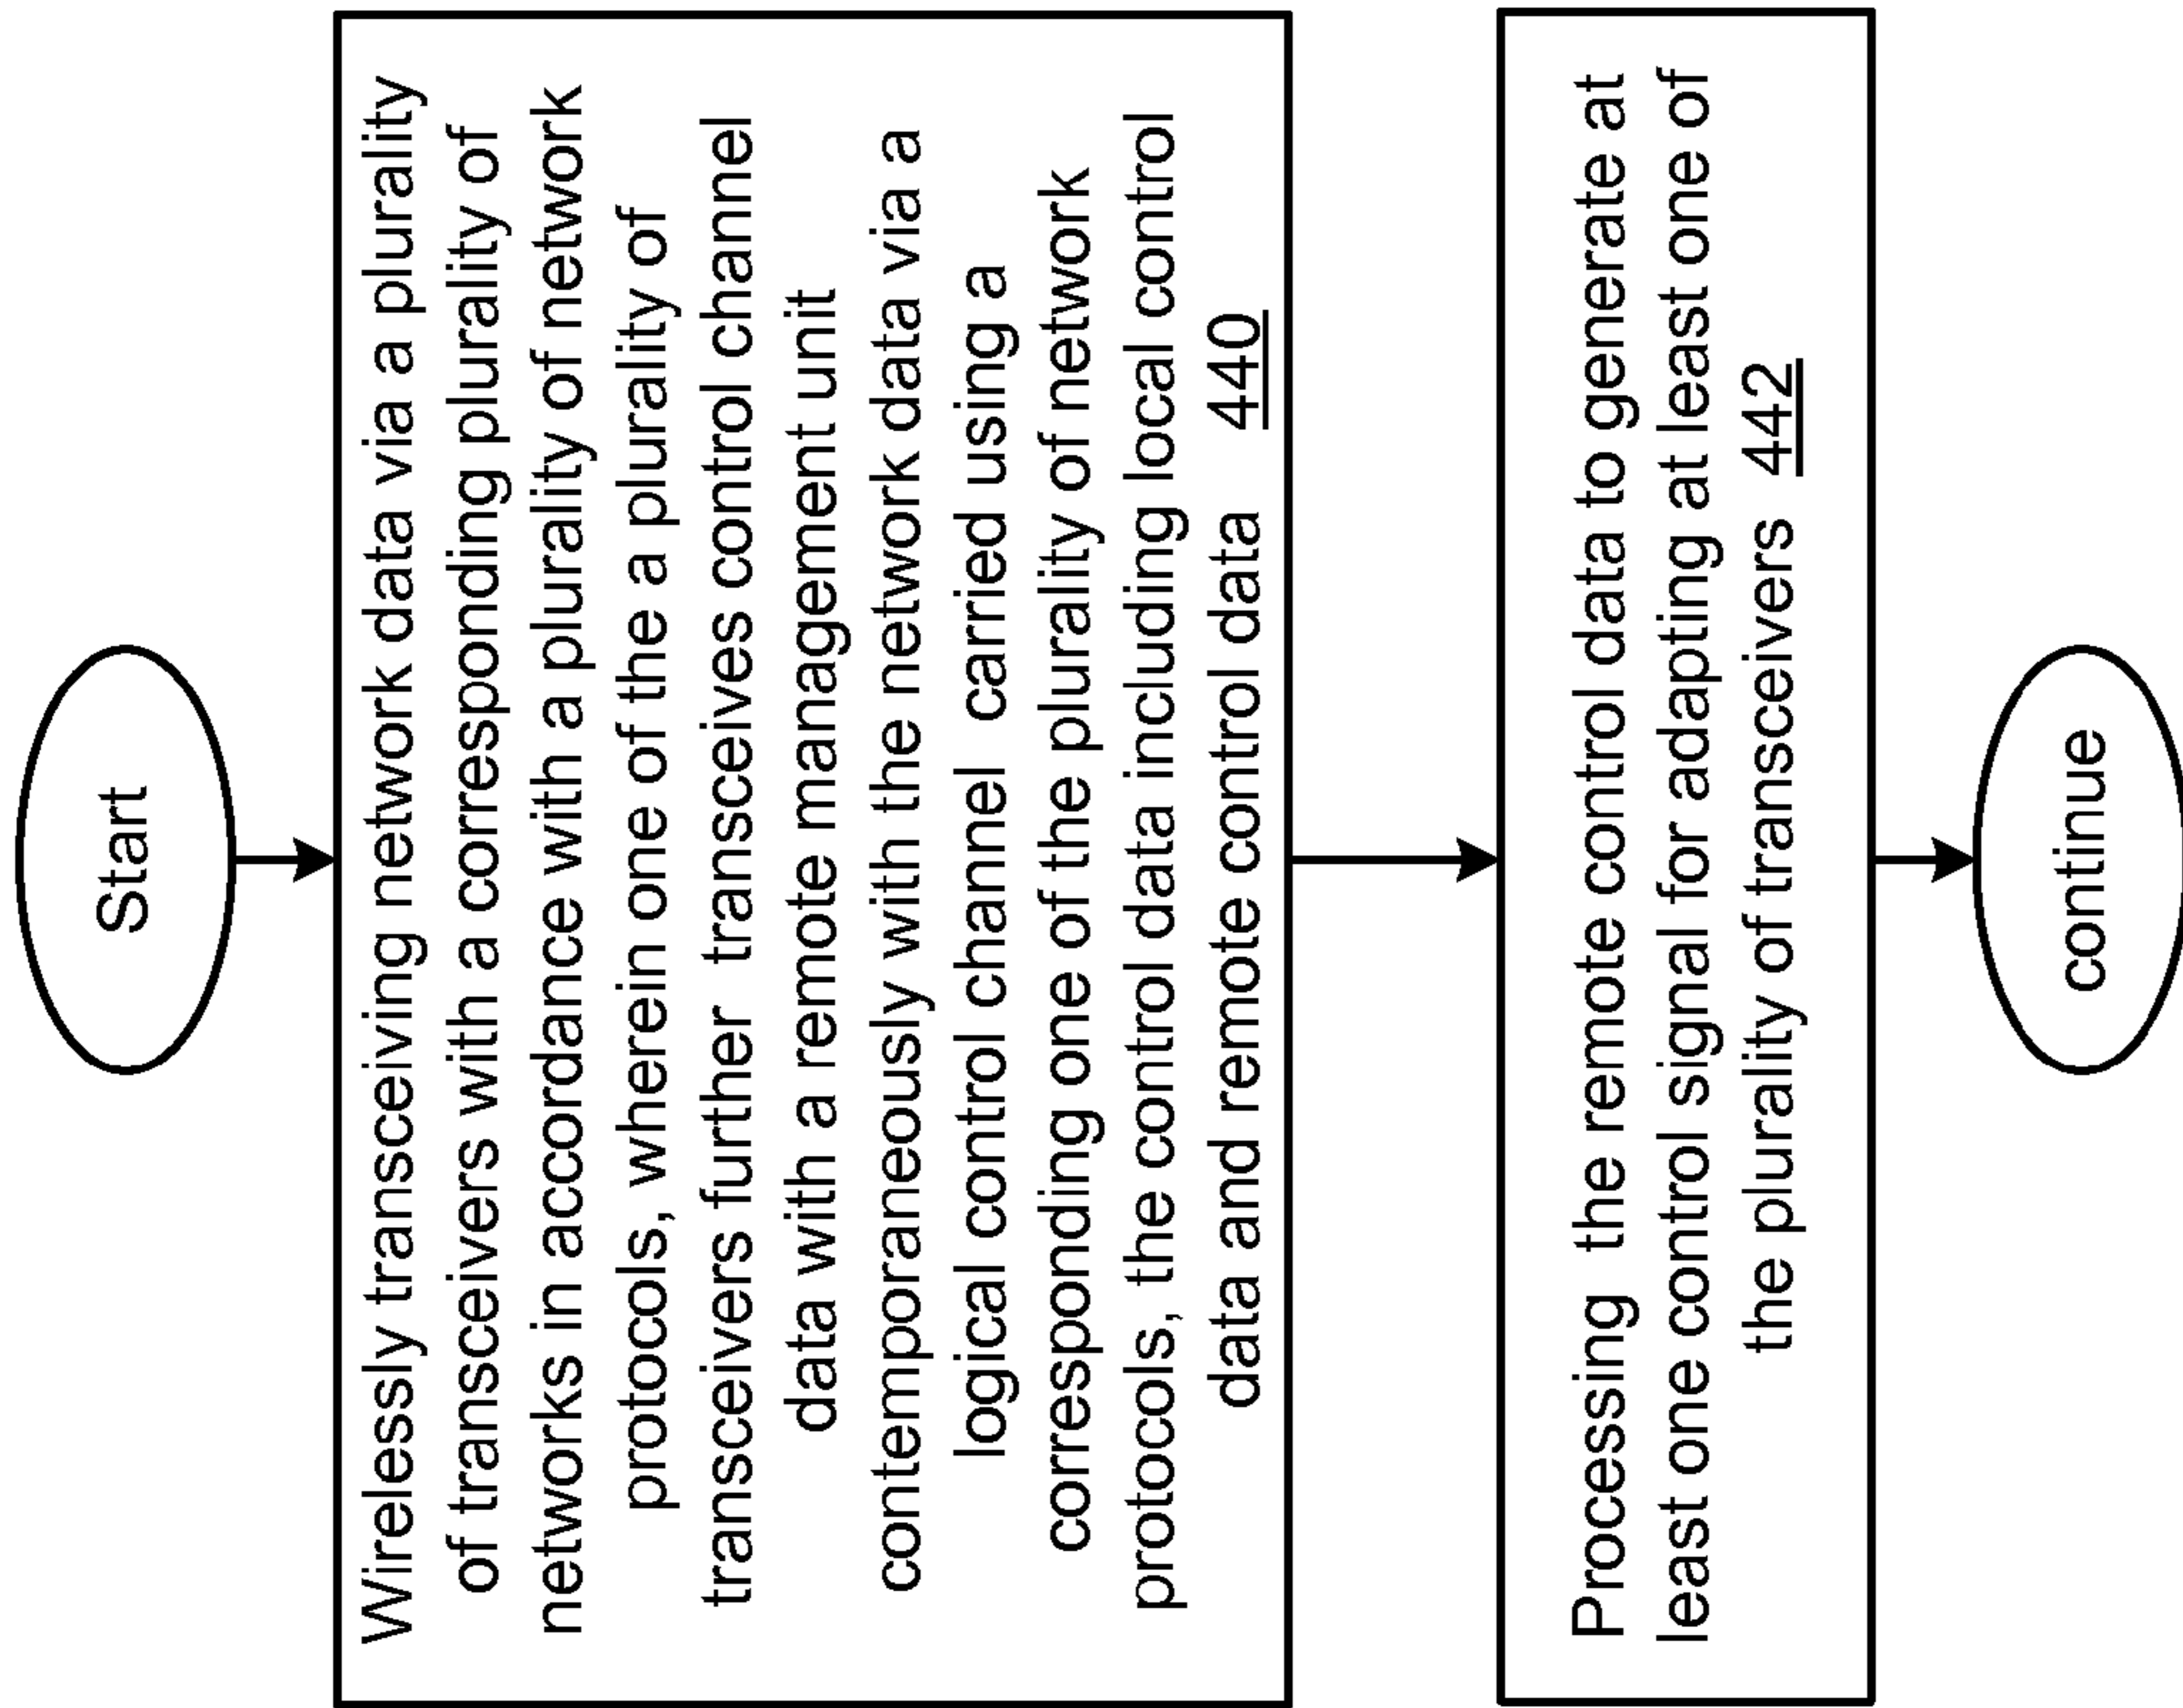 Start
Wirelessly transceiving network data via a plurality
of transceivers with a corresponding plurality of
networks in accordance with a plurality of network
protocols, wherein one of the a plurality of
transceivers further transceives control channel
data with a remote management unit
contemporaneously with the network data via a
logical control channel carried using a
corresponding one of the plurality of network
protocols, the control data including local control
data and remote control data 440
Processing the remote control data to generate at
least one control signal for adapting at least one of
the plurality of transceivers 442
continue